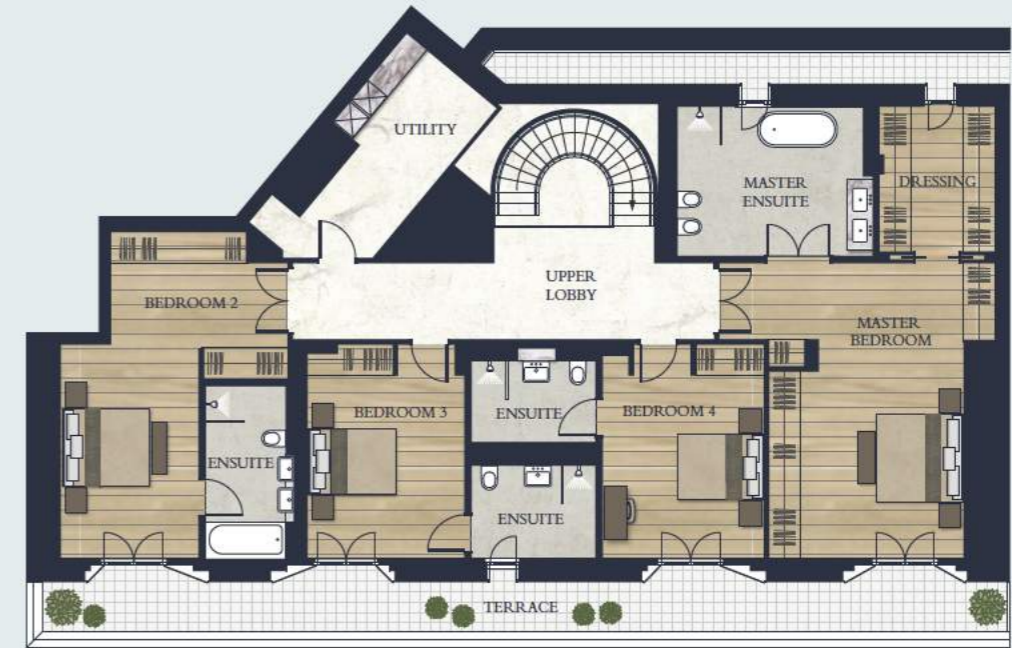 UTILITY
MASTER
ENSUITE
DRESSING
UPPER
LOBBY
BEDROOM 2
MASTER
BEDROOM
BEDROOM 3
ENSUITE
BEDROOM 4
ENSUITE
ENSUITE
TERRACE